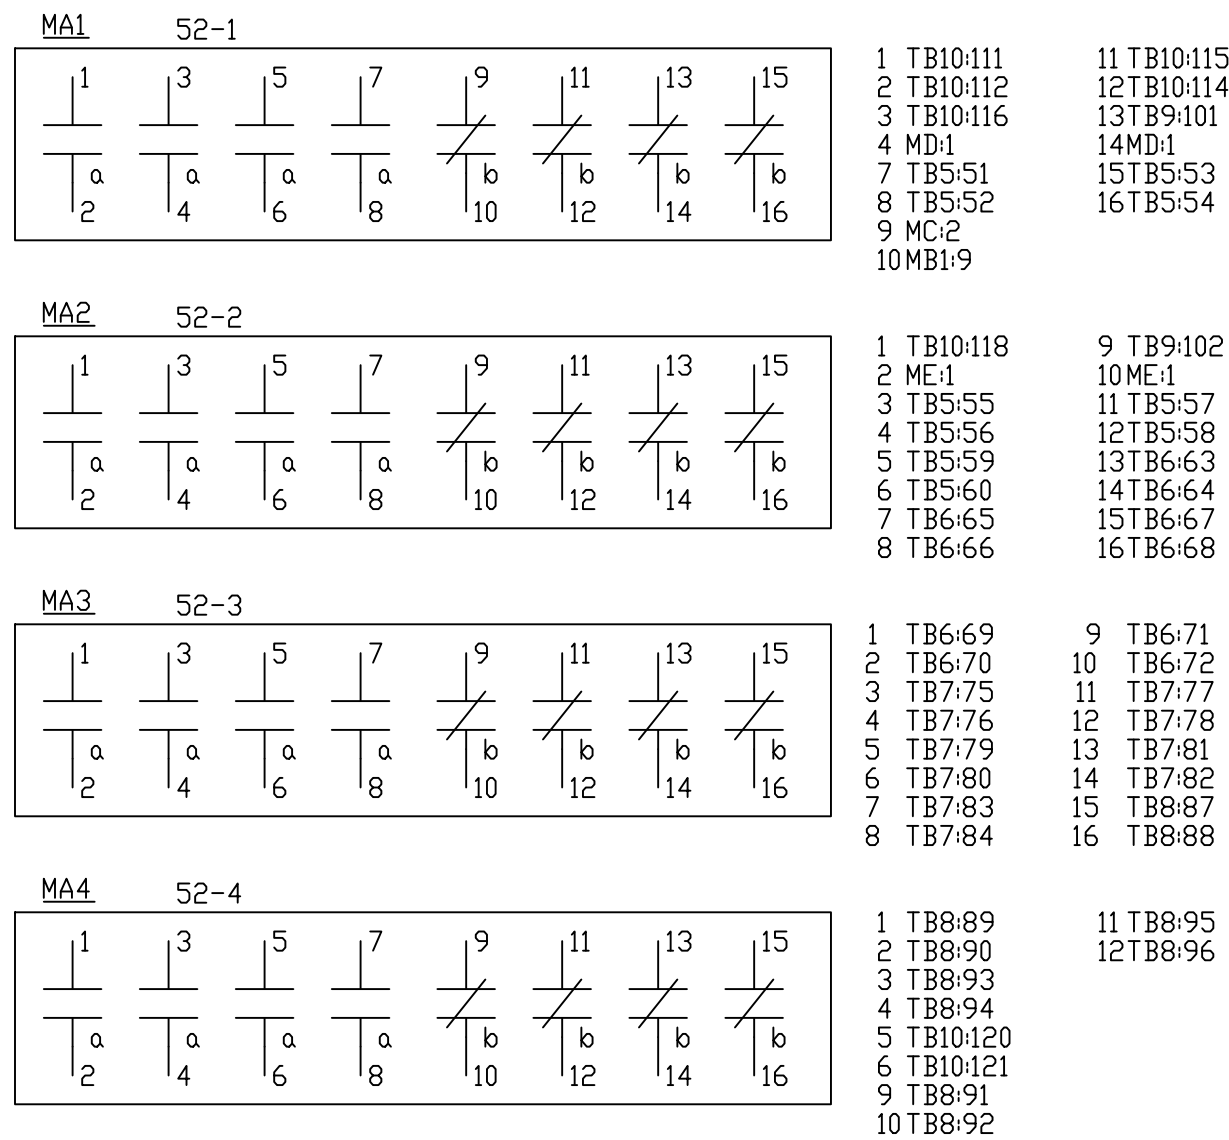 MA1 52-1
1 3 5 7 9 11 13 15
a a a a b b b b
2 4 6 8 10 12 14 16
1 TB10:111 11 TB10:115
2 TB10:112 12 TB10:114
3 TB10:116 13 TB9:101
4 MD:1 14 MD:1
7 TB5:51 15 TB5:53
8 TB5:52 16 TB5:54
9 MC:2
10 MB1:9
MA2 52-2
1 3 5 7 9 11 13 15
a a a a b b b b
2 4 6 8 10 12 14 16
1 TB10:118 9 TB9:102
2 ME:1 10 ME:1
3 TB5:55 11 TB5:57
4 TB5:56 12 TB5:58
5 TB5:59 13 TB6:63
6 TB5:60 14 TB6:64
7 TB6:65 15 TB6:67
8 TB6:66 16 TB6:68
MA3 52-3
1 3 5 7 9 11 13 15
a a a a b b b b
2 4 6 8 10 12 14 16
1 TB6:69 9 TB6:71
2 TB6:70 10 TB6:72
3 TB7:75 11 TB7:77
4 TB7:76 12 TB7:78
5 TB7:79 13 TB7:81
6 TB7:80 14 TB7:82
7 TB7:83 15 TB8:87
8 TB7:84 16 TB8:88
MA4 52-4
1 3 5 7 9 11 13 15
a a a a b b b b
2 4 6 8 10 12 14 16
1 TB8:89 11 TB8:95
2 TB8:90 12 TB8:96
3 TB8:93
4 TB8:94
5 TB10:120
6 TB10:121
9 TB8:91
10 TB8:92